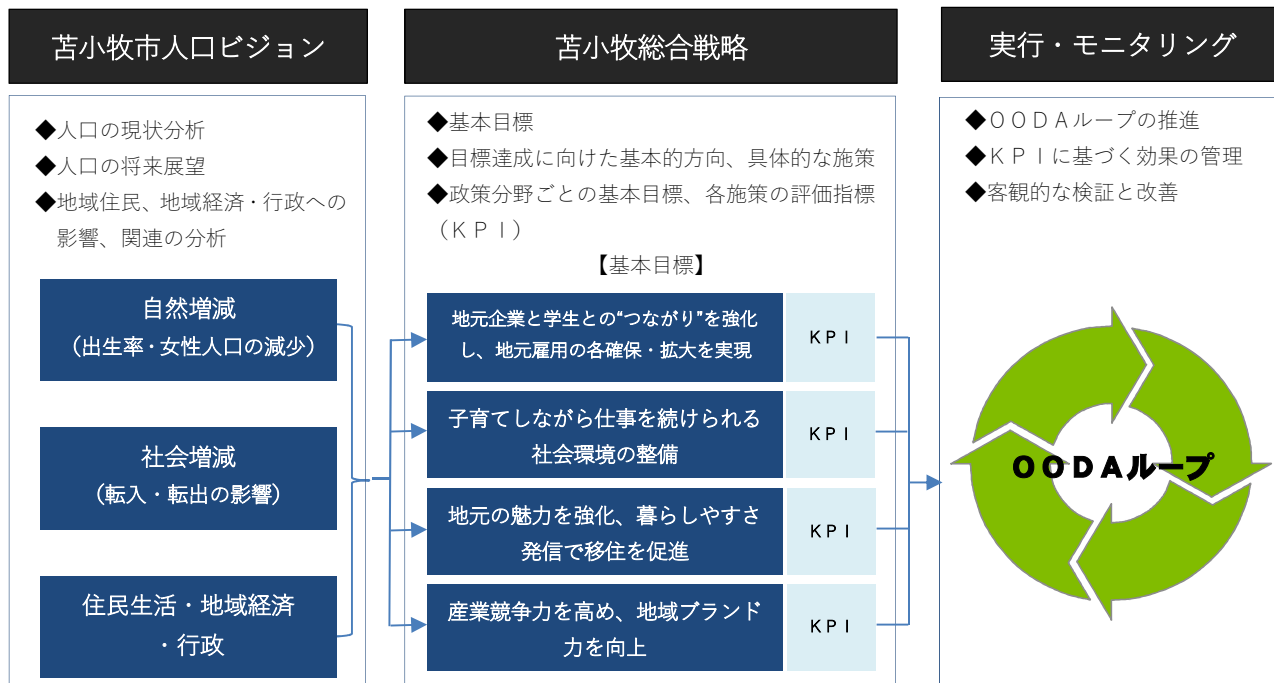 苫小牧市人口ビジョン
◆人口の現状分析
◆人口の将来展望
◆地域住民、地域経済・行政への
影響、関連の分析
自然増減
（出生率・女性人口の減少）
社会増減
（転入・転出の影響）
住民生活・地域経済
・行政
苫小牧総合戦略
◆基本目標
◆目標達成に向けた基本的方向、具体的な施策
◆政策分野ごとの基本目標、各施策の評価指標
（ＫＰＩ）
【基本目標】
地元企業と学生との“つながり”を強化
し、地元雇用の各確保・拡大を実現
ＫＰＩ
子育てしながら仕事を続けられる
社会環境の整備
ＫＰＩ
地元の魅力を強化、暮らしやすさ
発信で移住を促進
ＫＰＩ
産業競争力を高め、地域ブランド
力を向上
ＫＰＩ
実行・モニタリング
◆ＯＯＤＡループの推進
◆ＫＰＩに基づく効果の管理
◆客観的な検証と改善
ＯＯＤＡループ